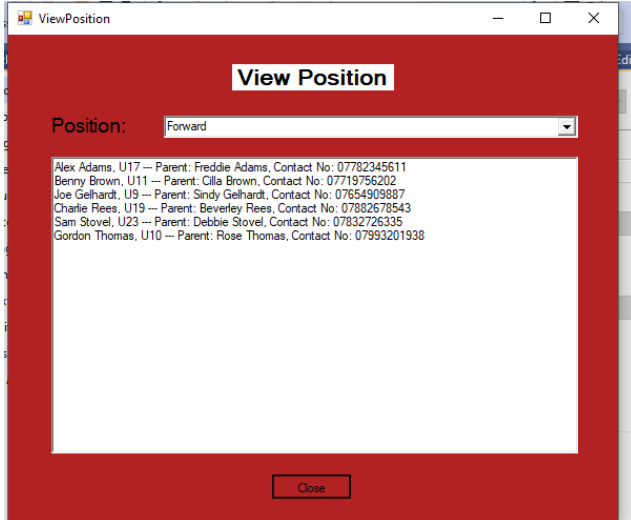 ViewPosition
View Position
Position:
Forward
Alex Adams, U17 --- Parent: Freddie Adams, Contact No: 07782345611
Benny Brown, U11 --- Parent: Cilla Brown, Contact No: 07719756202
Joe Gelhardt, U9 --- Parent: Sindy Gelhardt, Contact No: 07654909887
Charlie Rees, U19 --- Parent: Beverley Rees, Contact No: 07882678543
Sam Stovel, U23 --- Parent: Debbie Stovel, Contact No: 07832726335
Gordon Thomas, U10 --- Parent: Rose Thomas, Contact No: 07993201938
Close